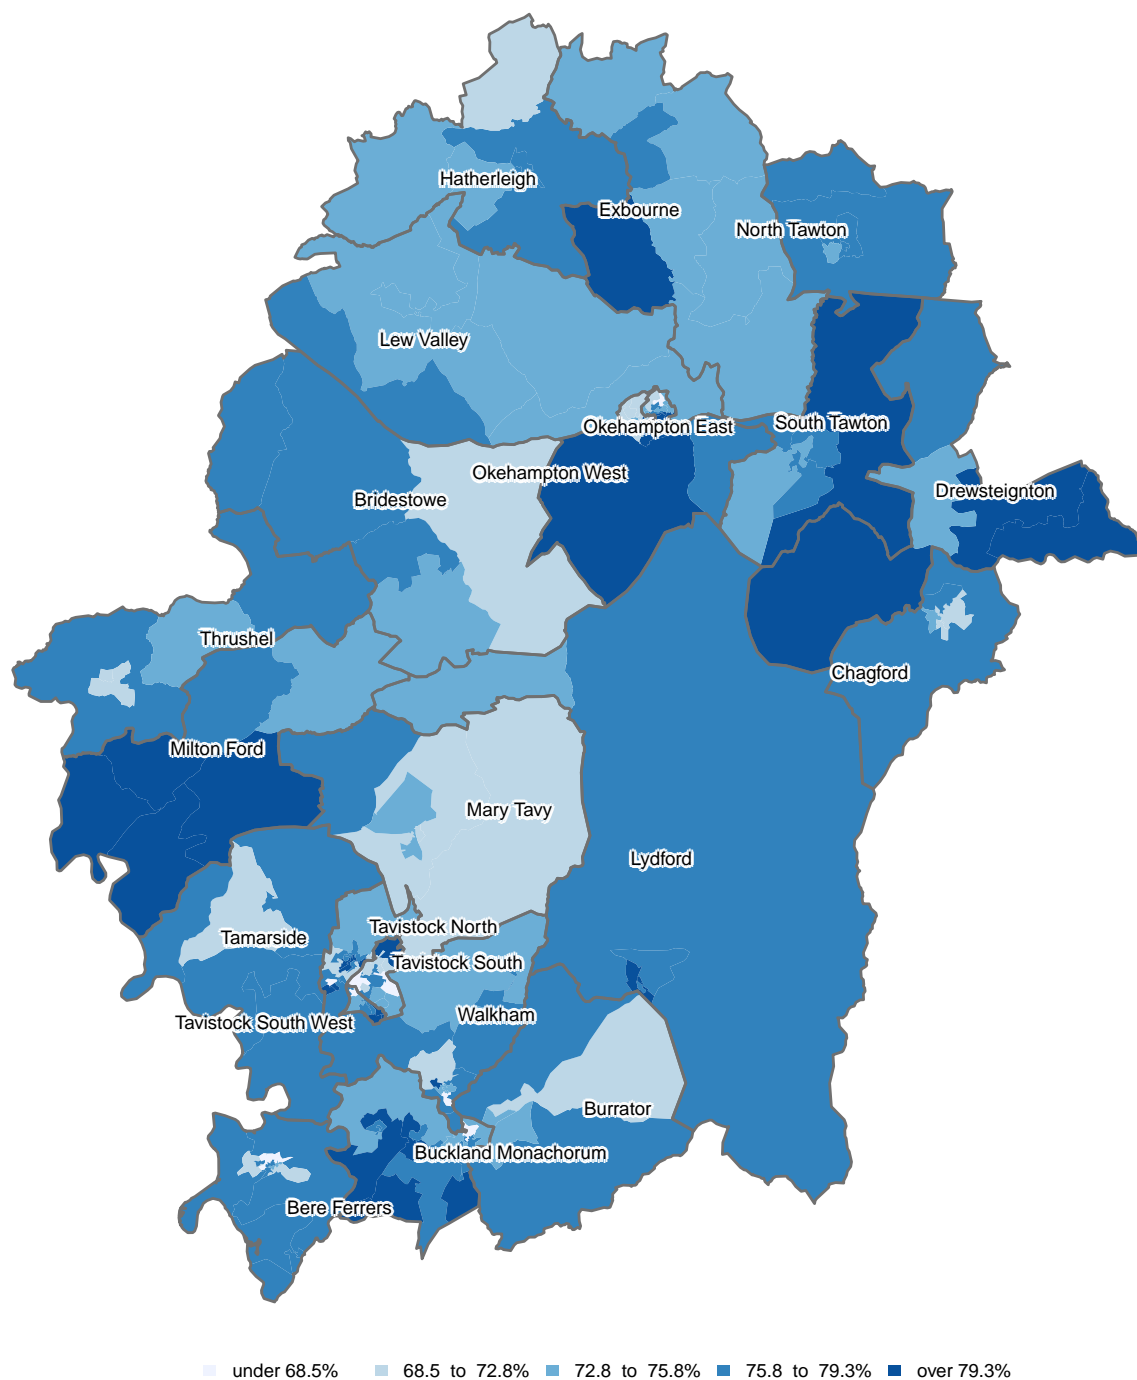 Hatherleigh
Exbourne
North Tawton
Lew Valley
South Tawton
Okehampton East
Okehampton West
Drewsteignton
Bridestowe
Thrushel
Chagford
Milton Ford
Mary Tavy
Lydford
Tavistock North
Tamarside
Tavistock South
Walkham
Tavistock South West
Burrator
Buckland Monachorum
Bere Ferrers
under 68.5% 68.5 to 72.8% 72.8 to 75.8% 75.8 to 79.3% over 79.3%